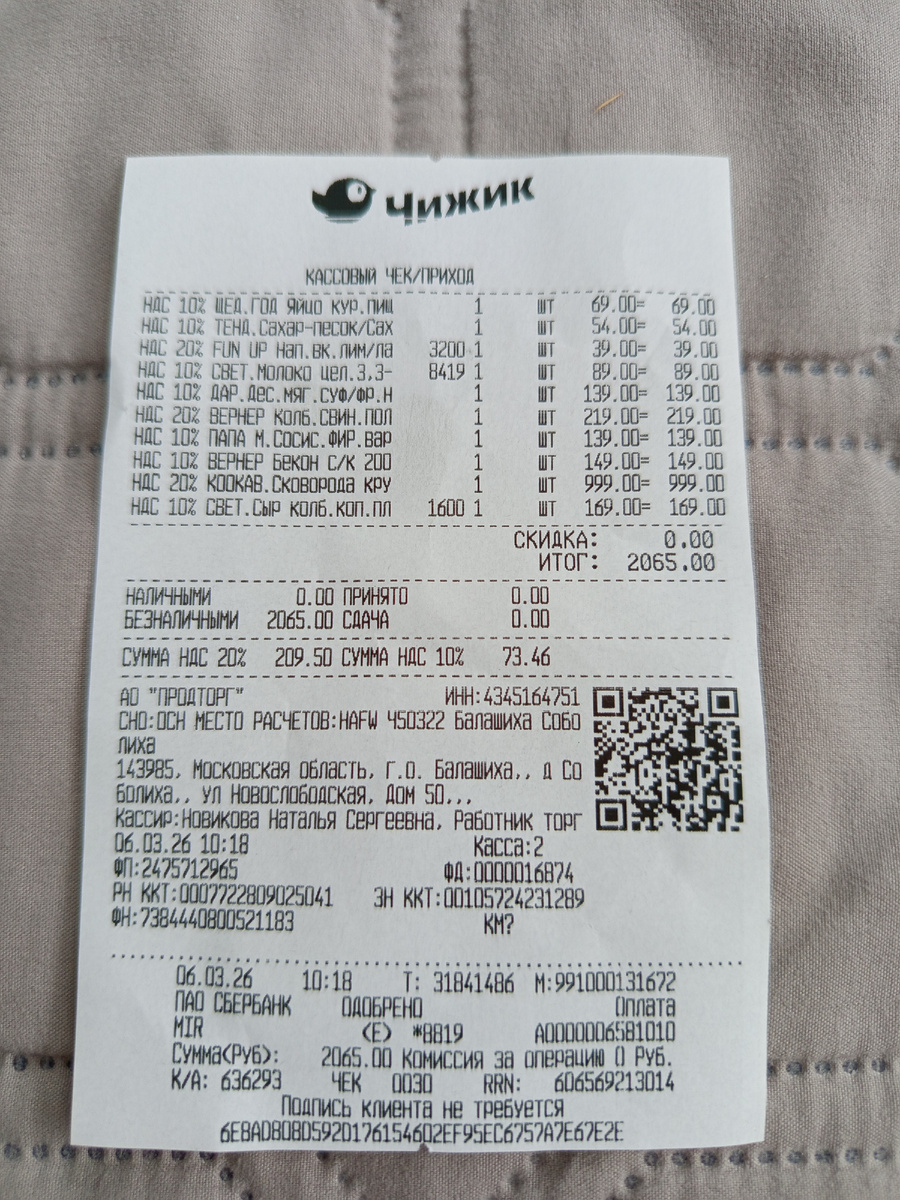 Чижик
КАССОВЫЙ ЧЕК/ПРИХОД
НДС 10% ЩЕД.ГОД Яйцо кур.пищ 1 шт 69.00= 69.00
НДС 10% ТЕНД.Сахар-песок/Сах 1 шт 54.00= 54.00
НДС 20% FUN UP Нап.вк.лим/ла 3200 1 шт 39.00= 39.00
НДС 10% СВЕТ.Молоко цел.3,3- 8419 1 шт 89.00= 89.00
НДС 10% ДАР.Дес.мяг.суф/фр.н 1 шт 139.00= 139.00
НДС 20% ВЕРНЕР Колб.СВИН.ПОЛ 1 шт 219.00= 219.00
НДС 10% ПАПА М.Сосис.ФИР.вар 1 шт 139.00= 139.00
НДС 10% ВЕРНЕР Бекон С/К 200 1 шт 149.00= 149.00
НДС 20% КООКАВ.Сковорода кру 1 шт 999.00= 999.00
НДС 10% СВЕТ.Сыр колб.коп.пл 1600 1 шт 169.00= 169.00
СКИДКА: 0.00
ИТОГ: 2065.00
НАЛИЧНЫМИ 0.00 ПРИНЯТО 0.00
БЕЗНАЛИЧНЫМИ 2065.00 СДАЧА 0.00
СУММА НДС 20% 209.50 СУММА НДС 10% 73.46
АО "ПРОДТОРГ" ИНН:4345164751
СНО:ОСН МЕСТО РАСЧЕТОВ:HAFW Y50322 Балашиха Собо
лиха
143985, Московская область, г.о. Балашиха,, д Со
болиха,, ул Новослободская, Дом 50,,,
Кассир:Новикова Наталья Сергеевна, Работник торг
06.03.26 10:18 Касса:2
ФП:2475712965 ФД:0000016874
РН ККТ:0007722809025041 ЗН ККТ:00105724231289
ФН:7384440800521183 КМ?
06.03.26 10:18 Т: 31841486 М:991000131672
ПАО СБЕРБАНК ОДОБРЕНО Оплата
MIR (E) *8819 A0000006581010
Сумма(Руб): 2065.00 Комиссия за операцию 0 Руб.
К/А: 636293 ЧЕК 0030 RRN: 606569213014
Подпись клиента не требуется
6E8AD808D592D176154602EF95EC6757A7E67E2E